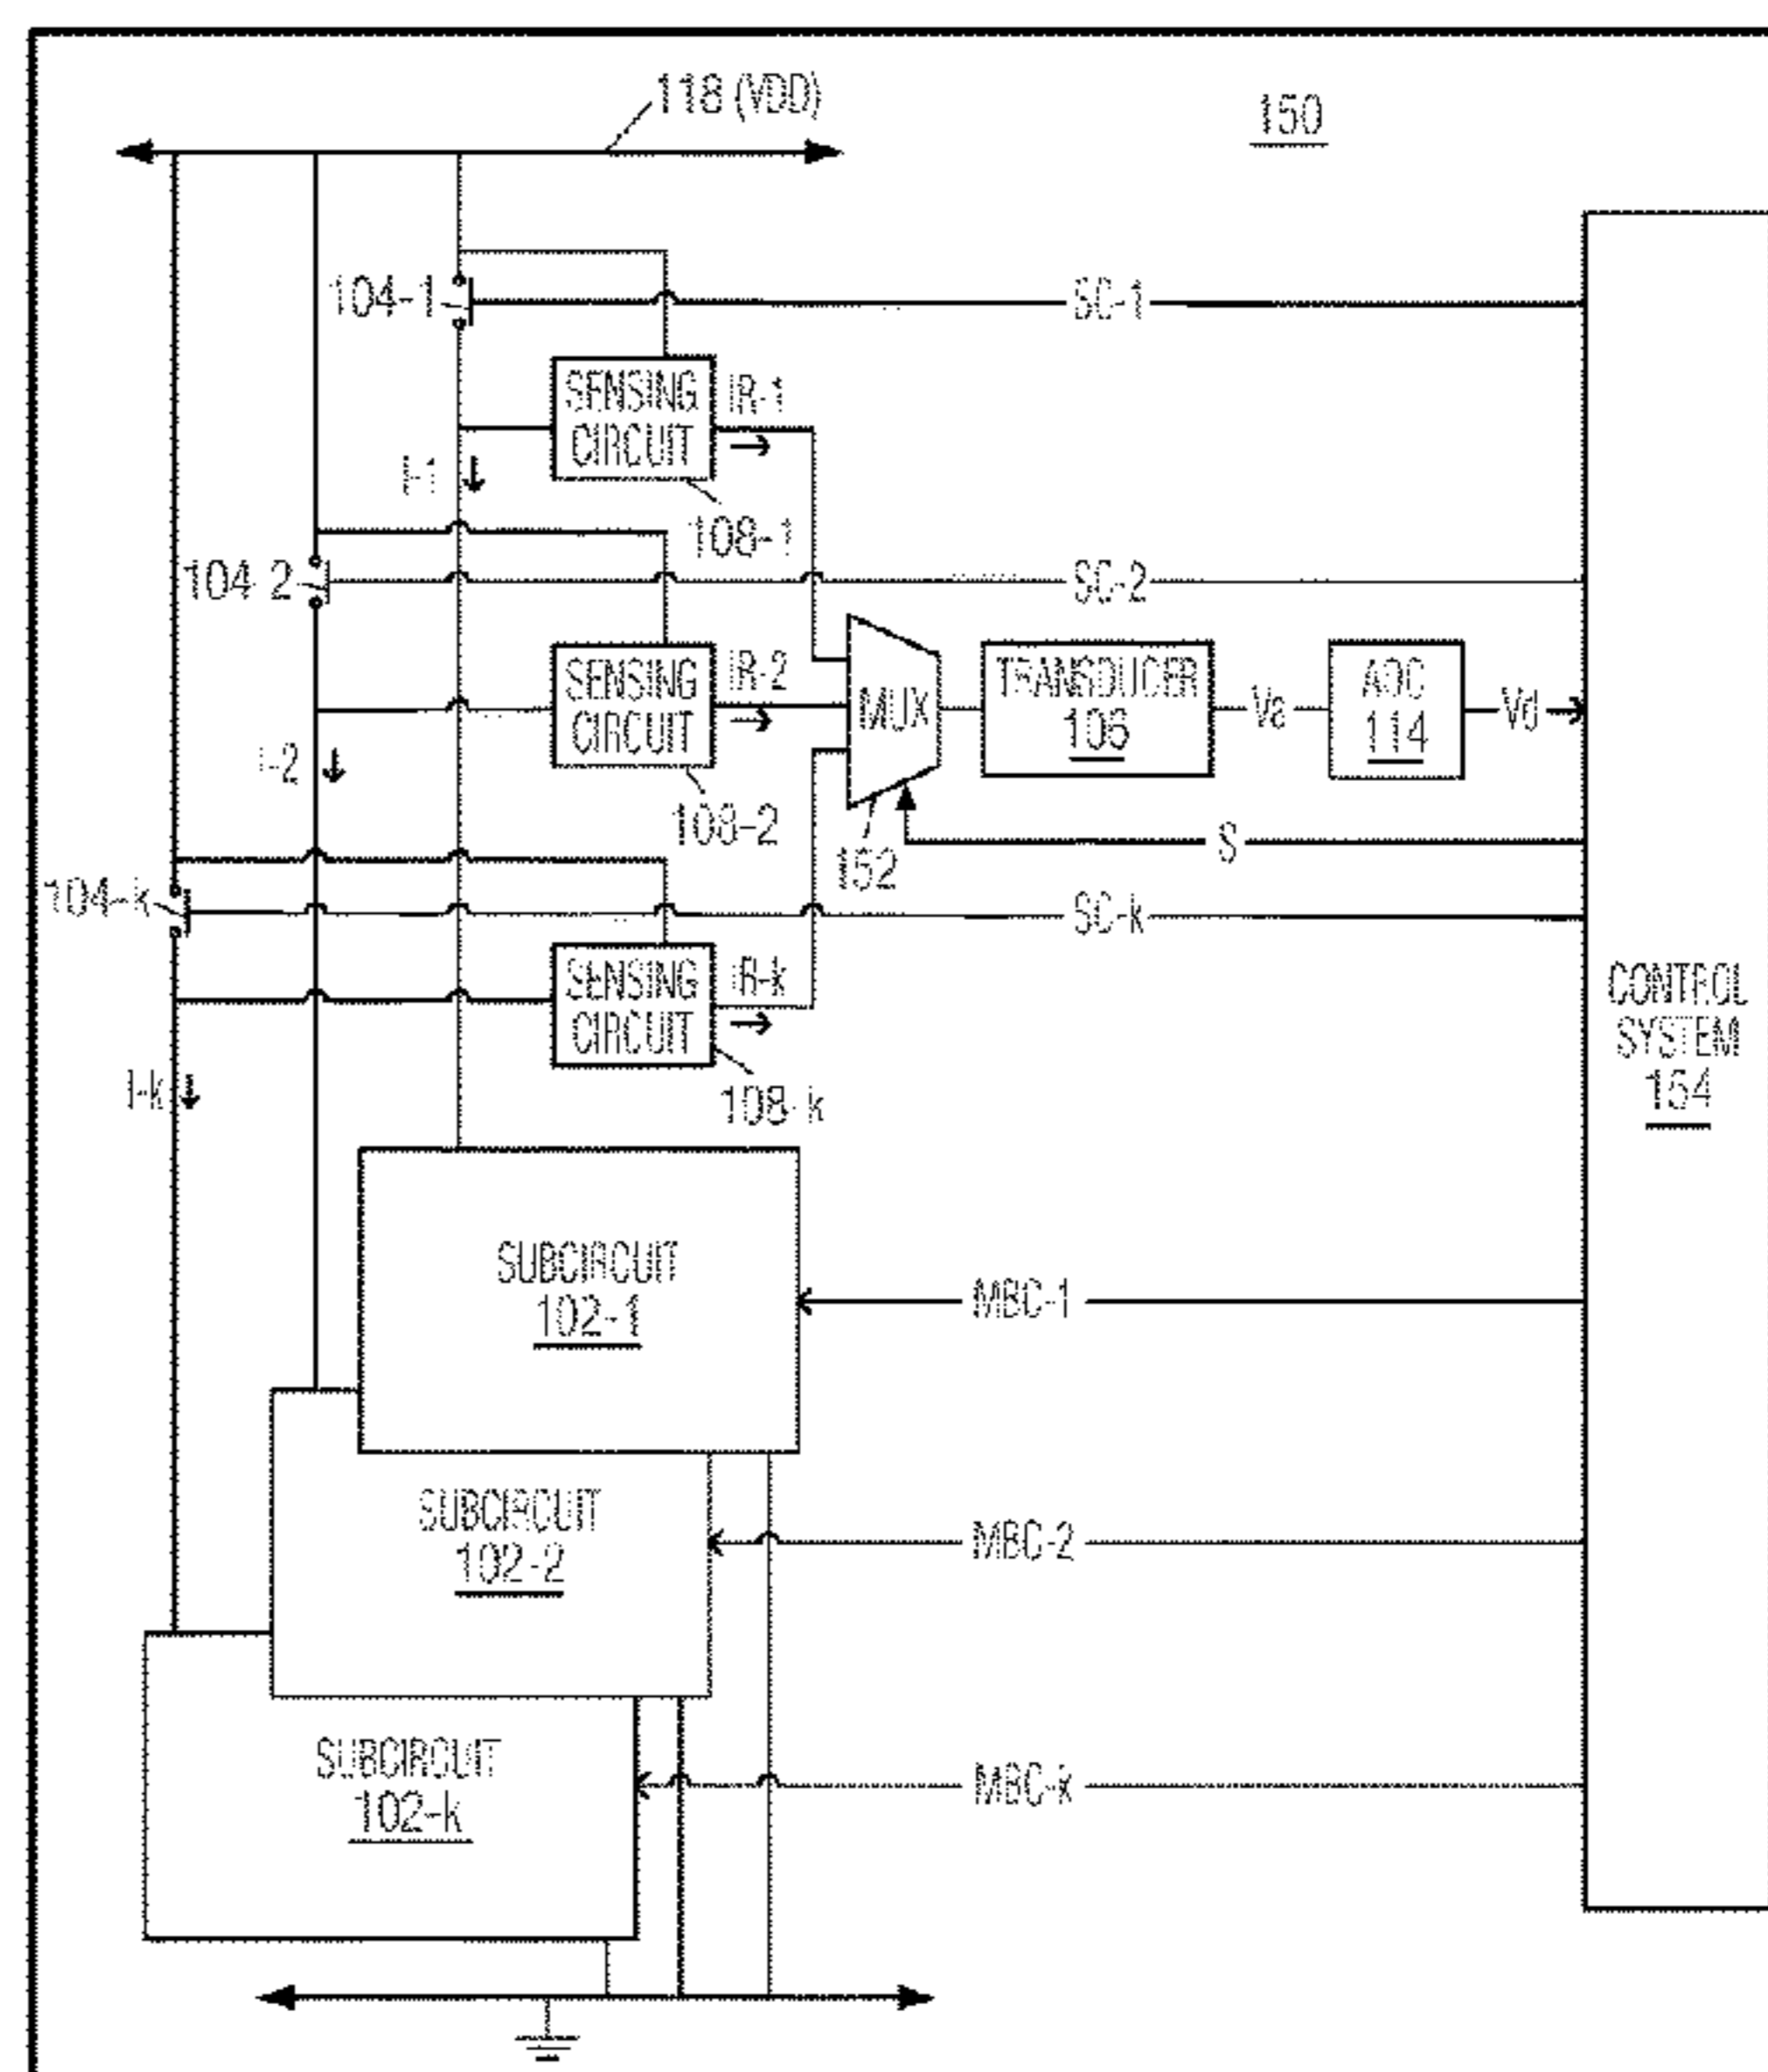 118 (VDD)
150
104-1
SC-1
SENSING
CIRCUIT
IR-1
I-1
108-1
104-2
SC-2
SENSING
CIRCUIT
IR-2
MUX
TRANSDUCER
106
Va
ADC
114
Vd
I-2
108-2
152
S
104-k
SC-k
SENSING
CIRCUIT
IR-k
CONTROL
SYSTEM
154
I-k
108-k
SUBCIRCUIT
102-1
MBC-1
SUBCIRCUIT
102-2
MBC-2
SUBCIRCUIT
102-k
MBC-k